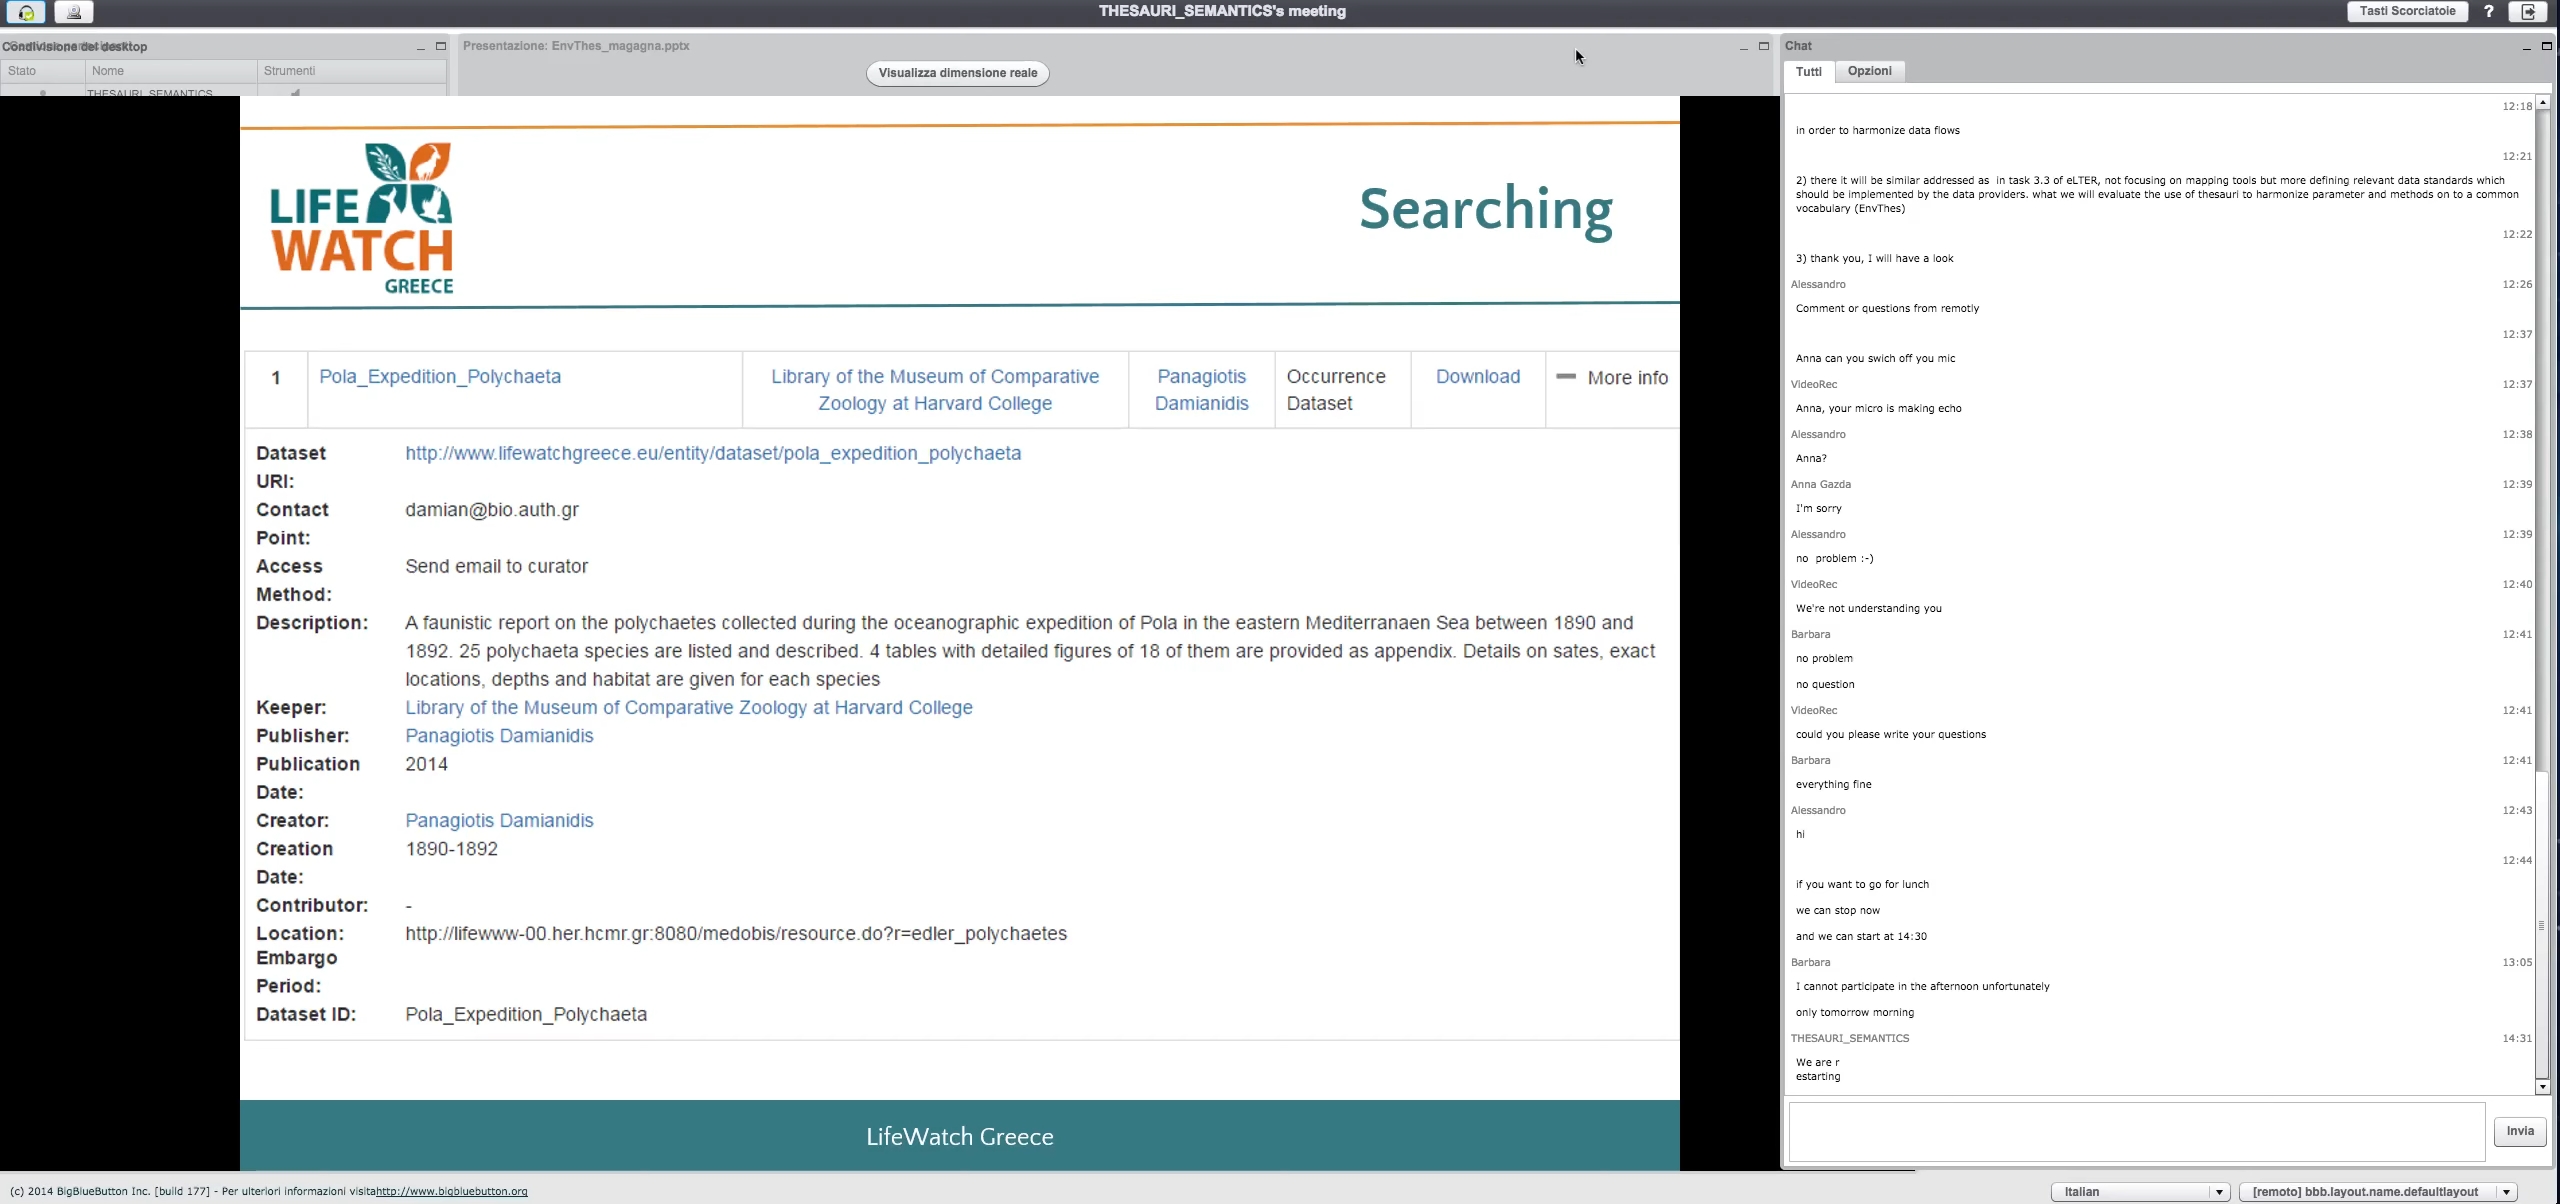 THESAURI_SEMANTICS's meeting
Tasti Scorciatoie
?
Condivisione del desktop
Stato Nome Strumenti
THESAURI_SEMANTICS
Presentazione: EnvThes_magagna.pptx
Visualizza dimensione reale
LIFE
WATCH
GREECE
Searching
1 Pola_Expedition_Polychaeta Library of the Museum of Comparative Zoology at Harvard College Panagiotis Damianidis Occurrence Dataset Download More info
Dataset URI: http://www.lifewatchgreece.eu/entity/dataset/pola_expedition_polychaeta
Contact Point: damian@bio.auth.gr
Access Method: Send email to curator
Description: A faunistic report on the polychaetes collected during the oceanographic expedition of Pola in the eastern Mediterranaen Sea between 1890 and
1892. 25 polychaeta species are listed and described. 4 tables with detailed figures of 18 of them are provided as appendix. Details on sates, exact
locations, depths and habitat are given for each species
Keeper: Library of the Museum of Comparative Zoology at Harvard College
Publisher: Panagiotis Damianidis
Publication Date: 2014
Creator: Panagiotis Damianidis
Creation Date: 1890-1892
Contributor: -
Location: http://lifewww-00.her.hcmr.gr:8080/medobis/resource.do?r=edler_polychaetes
Embargo Period:
Dataset ID: Pola_Expedition_Polychaeta
LifeWatch Greece
Chat
Tutti Opzioni
12:18
in order to harmonize data flows
12:21
2) there it will be similar addressed as in task 3.3 of eLTER, not focusing on mapping tools but more defining relevant data standards which
should be implemented by the data providers. what we will evaluate the use of thesauri to harmonize parameter and methods on to a common
vocabulary (EnvThes)
12:22
3) thank you, I will have a look
Alessandro 12:26
Comment or questions from remotly
12:37
Anna can you swich off you mic
VideoRec 12:37
Anna, your micro is making echo
Alessandro 12:38
Anna?
Anna Gazda 12:39
I'm sorry
Alessandro 12:39
no problem :-)
VideoRec 12:40
We're not understanding you
Barbara 12:41
no problem
no question
VideoRec 12:41
could you please write your questions
Barbara 12:41
everything fine
Alessandro 12:43
hi
12:44
if you want to go for lunch
we can stop now
and we can start at 14:30
Barbara 13:05
I cannot participate in the afternoon unfortunately
only tomorrow morning
THESAURI_SEMANTICS 14:31
We are r
estarting
Invia
(c) 2014 BigBlueButton Inc. [build 177] - Per ulteriori informazioni visitahttp://www.bigbluebutton.org
Italian
[remoto] bbb.layout.name.defaultlayout